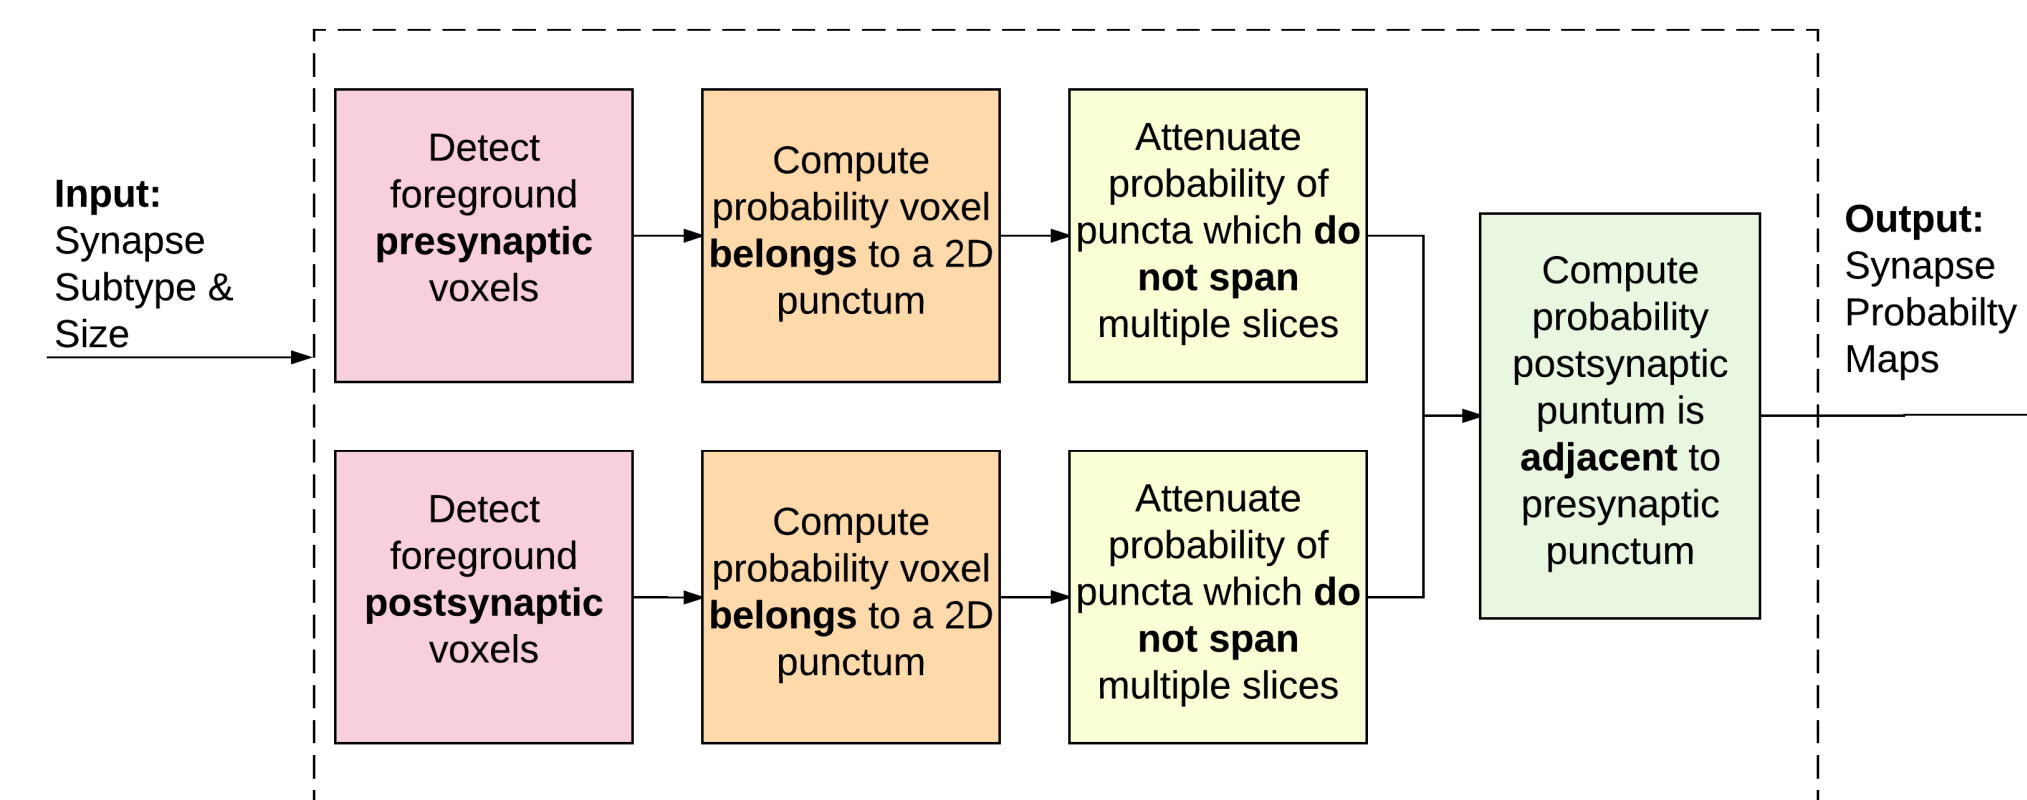 Input:
Synapse
Subtype &
Size
Detect
foreground
presynaptic
voxels
Compute
probability voxel
belongs to a 2D
punctum
Attenuate
probability of
puncta which do
not span
multiple slices
Detect
foreground
postsynaptic
voxels
Compute
probability voxel
belongs to a 2D
punctum
Attenuate
probability of
puncta which do
not span
multiple slices
Compute
probability
postsynaptic
puntum is
adjacent to
presynaptic
punctum
Output:
Synapse
Probabilty
Maps